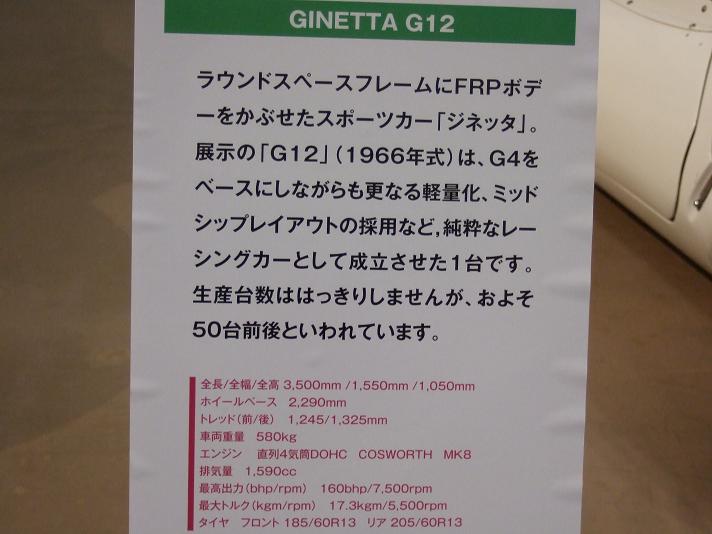 GINETTA G12
ラウンドスペースフレームにFRPボデ
ーをかぶせたスポーツカー「ジネッタ」。
展示の「G12」（1966年式）は、G4を
ベースにしながらも更なる軽量化、ミッド
シップレイアウトの採用など,純粋なレー
シングカーとして成立させた1台です。
生産台数ははっきりしませんが、およそ
50台前後といわれています。
全長/全幅/全高 3,500mm /1,550mm /1,050mm
ホイールベース 2,290mm
トレッド（前/後） 1,245/1,325mm
車両重量 580kg
エンジン 直列4気筒DOHC COSWORTH MK8
排気量 1,590cc
最高出力（bhp/rpm） 160bhp/7,500rpm
最大トルク（kgm/rpm） 17.3kgm/5,500rpm
タイヤ フロント 185/60R13 リア 205/60R13